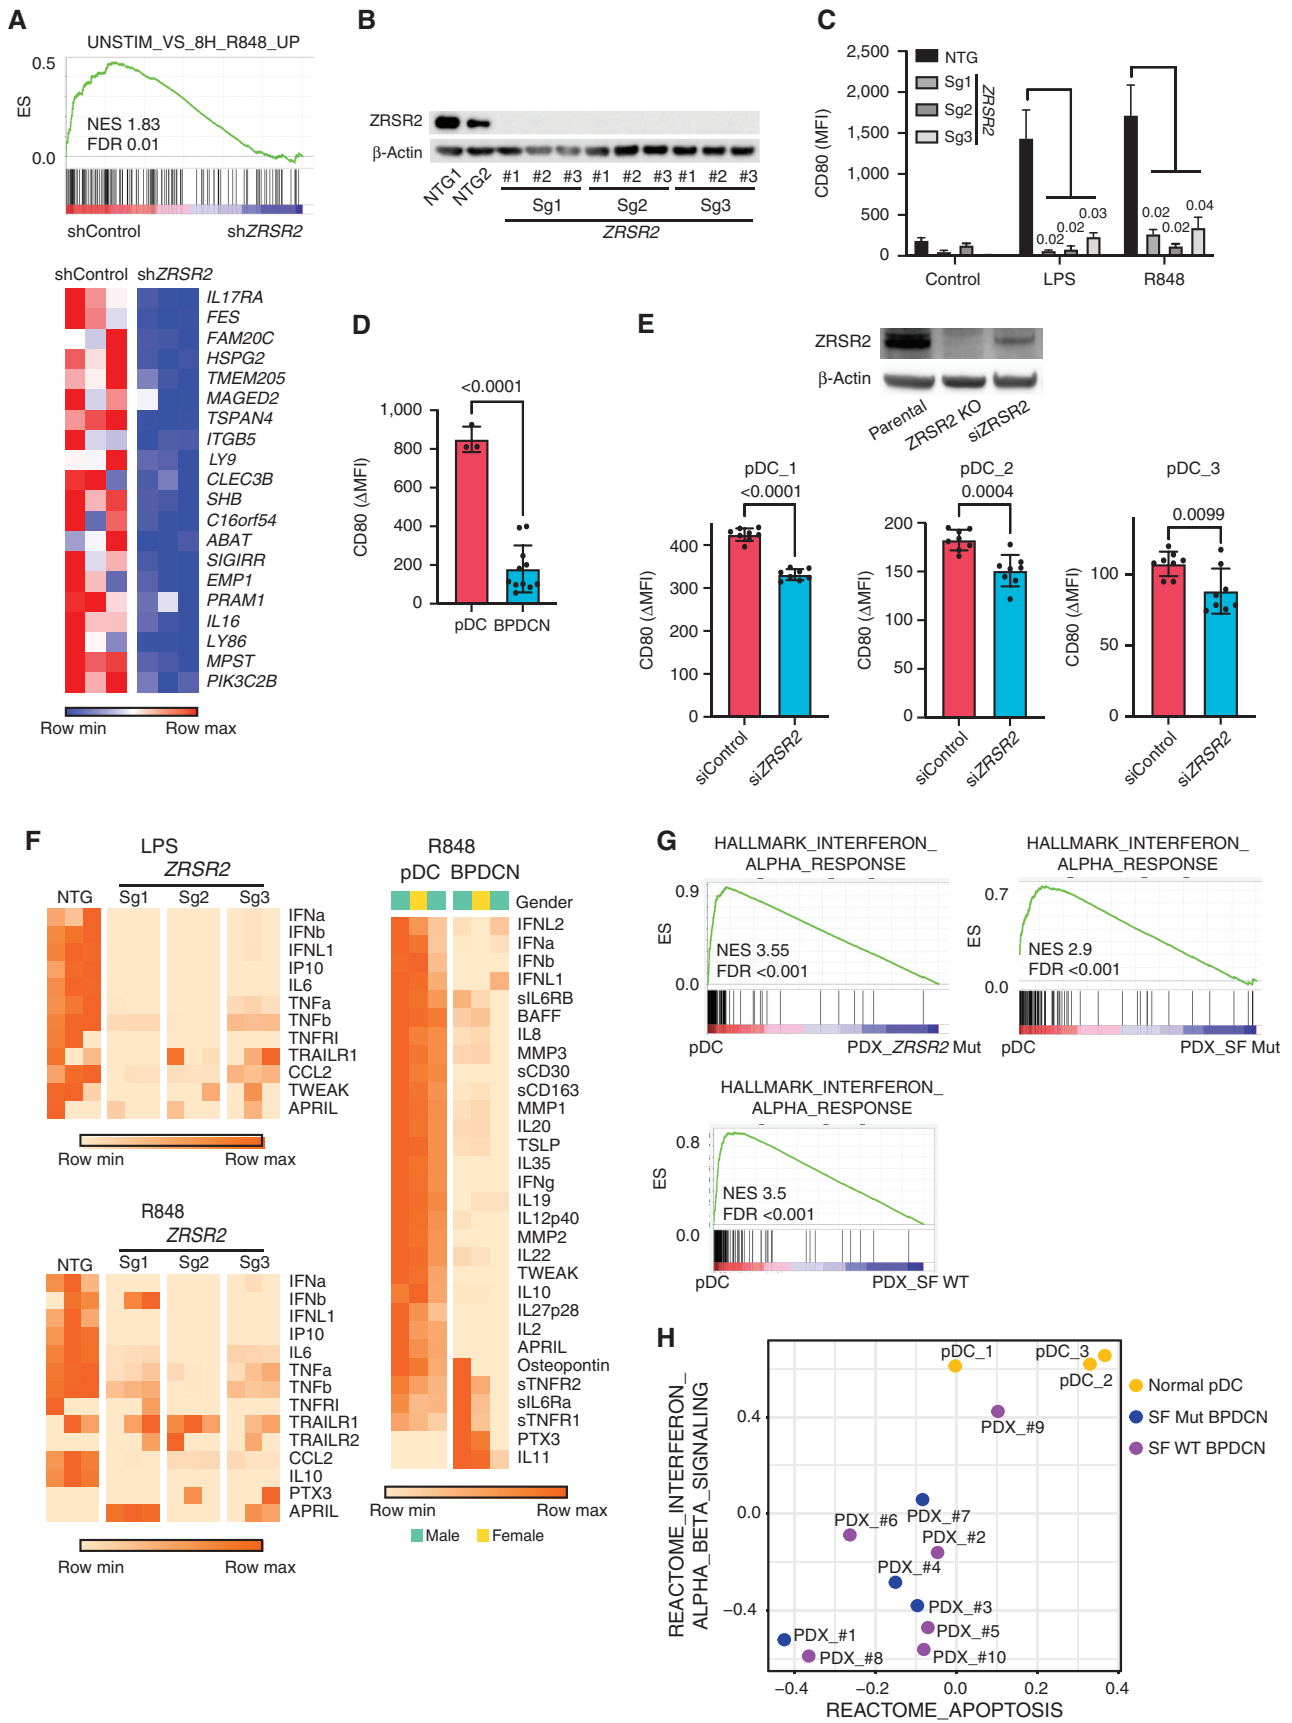 A
UNSTIM_VS_8H_R848_UP
0.5
ES
NES 1.83
FDR 0.01
0.0
shControl
shZRSR2
shControl
shZRSR2
IL17RA
FES
FAM20C
HSPG2
TMEM205
MAGED2
TSPAN4
ITGB5
LY9
CLEC3B
SHB
C16orf54
ABAT
SIGIRR
EMP1
PRAM1
IL16
LY86
MPST
PIK3C2B
Row min
Row max
B
ZRSR2
β-Actin
NTG1
NTG2
#1 #2 #3 #1 #2 #3 #1 #2 #3
Sg1
Sg2
Sg3
ZRSR2
C
CD80 (MFI)
2,500
2,000
1,500
1,000
500
0
NTG
Sg1
Sg2
Sg3
ZRSR2
0.02
0.02
0.03
0.02
0.02
0.04
Control
LPS
R848
D
<0.0001
CD80 (ΔMFI)
1,000
800
600
400
200
0
pDC
BPDCN
E
ZRSR2
β-Actin
Parental
ZRSR2 KO
siZRSR2
pDC_1
<0.0001
CD80 (ΔMFI)
400
300
200
100
0
siControl
siZRSR2
pDC_2
0.0004
CD80 (ΔMFI)
200
150
100
50
0
siControl
siZRSR2
pDC_3
0.0099
CD80 (ΔMFI)
100
50
0
siControl
siZRSR2
F
LPS
ZRSR2
NTG
Sg1
Sg2
Sg3
IFNa
IFNb
IFNL1
IP10
IL6
TNFa
TNFb
TNFRI
TRAILR1
CCL2
TWEAK
APRIL
Row min
Row max
R848
ZRSR2
NTG
Sg1
Sg2
Sg3
IFNa
IFNb
IFNL1
IP10
IL6
TNFa
TNFb
TNFRI
TRAILR1
TRAILR2
CCL2
IL10
PTX3
APRIL
Row min
Row max
R848
pDC
BPDCN
Gender
IFNL2
IFNa
IFNb
IFNL1
sIL6RB
BAFF
IL8
MMP3
sCD30
sCD163
MMP1
IL20
TSLP
IL35
IFNg
IL19
IL12p40
MMP2
IL22
TWEAK
IL10
IL27p28
IL2
APRIL
Osteopontin
sTNFR2
sIL6Ra
sTNFR1
PTX3
IL11
Row min
Row max
Male
Female
G
HALLMARK_INTERFERON_
ALPHA_RESPONSE
0.9
ES
NES 3.55
FDR <0.001
0.0
pDC
PDX_ZRSR2 Mut
HALLMARK_INTERFERON_
ALPHA_RESPONSE
0.7
ES
NES 2.9
FDR <0.001
0.0
pDC
PDX_SF Mut
HALLMARK_INTERFERON_
ALPHA_RESPONSE
0.8
ES
NES 3.5
FDR <0.001
0.0
pDC
PDX_SF WT
H
REACTOME_INTERFERON_
ALPHA_BETA_SIGNALING
0.4
0.0
−0.4
pDC_1
pDC_3
pDC_2
PDX_#9
PDX_#6
PDX_#7
PDX_#2
PDX_#4
PDX_#3
PDX_#5
PDX_#1
PDX_#8
PDX_#10
−0.4
−0.2
0.0
0.2
0.4
REACTOME_APOPTOSIS
Normal pDC
SF Mut BPDCN
SF WT BPDCN